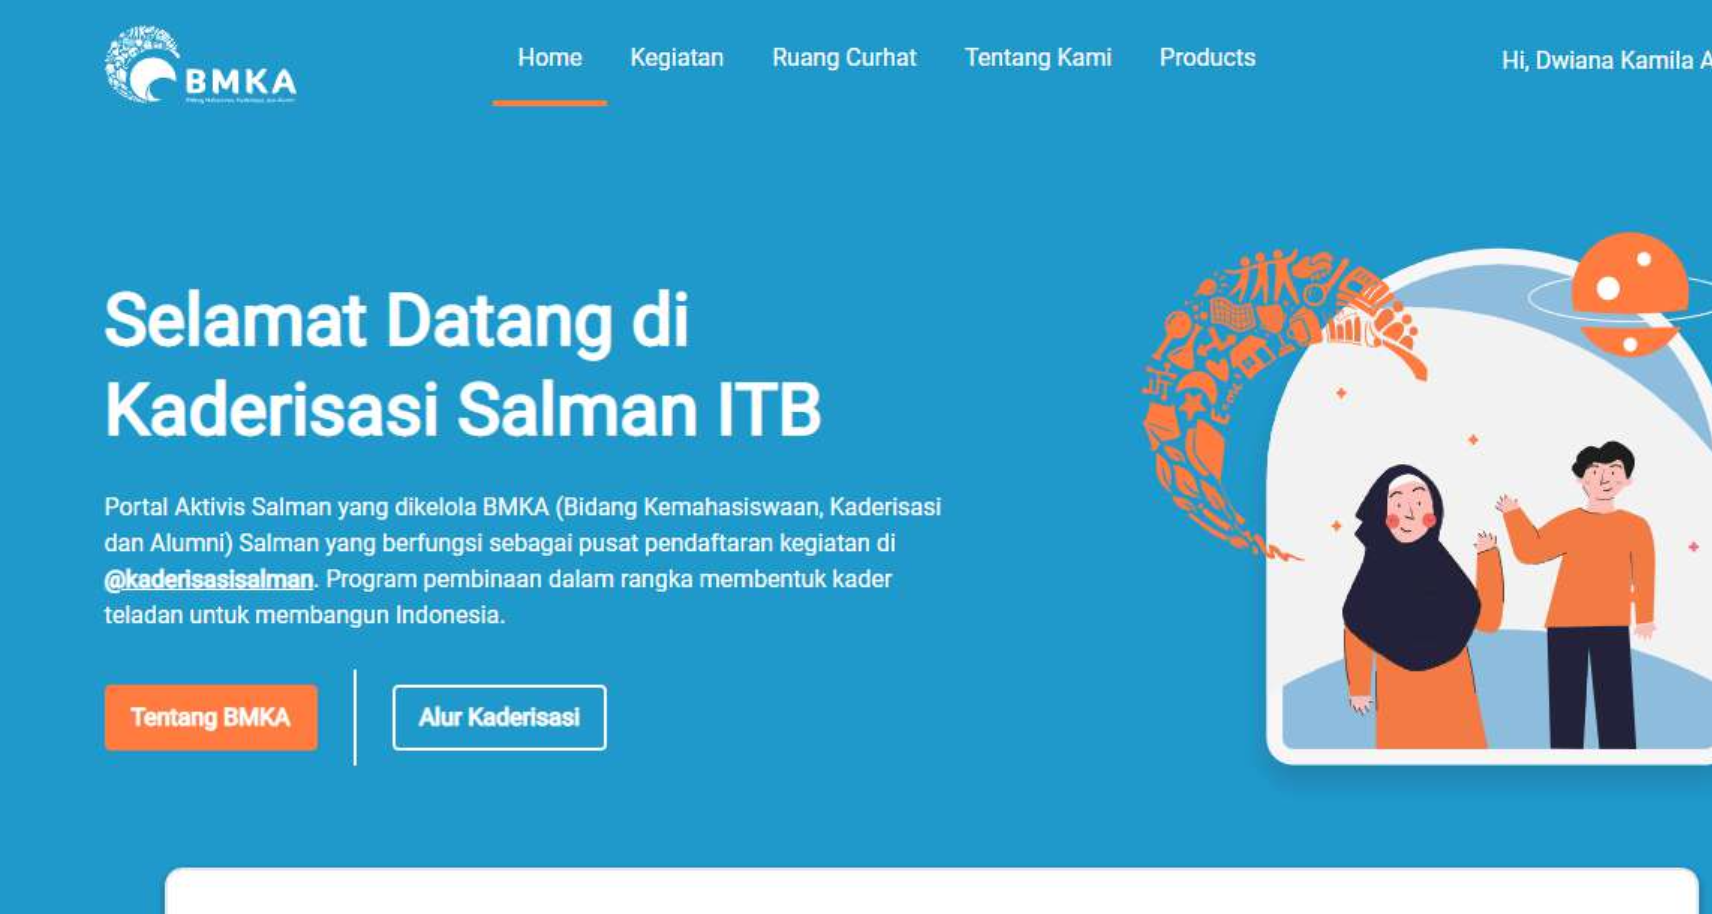 BMKA
Home
Kegiatan
Ruang Curhat
Tentang Kami
Products
Hi, Dwiana Kamila A
Selamat Datang di
Kaderisasi Salman ITB
Portal Aktivis Salman yang dikelola BMKA (Bidang Kemahasiswaan, Kaderisasi
dan Alumni) Salman yang berfungsi sebagai pusat pendaftaran kegiatan di
@kaderisasisalman. Program pembinaan dalam rangka membentuk kader
teladan untuk membangun Indonesia.
Tentang BMKA
Alur Kaderisasi